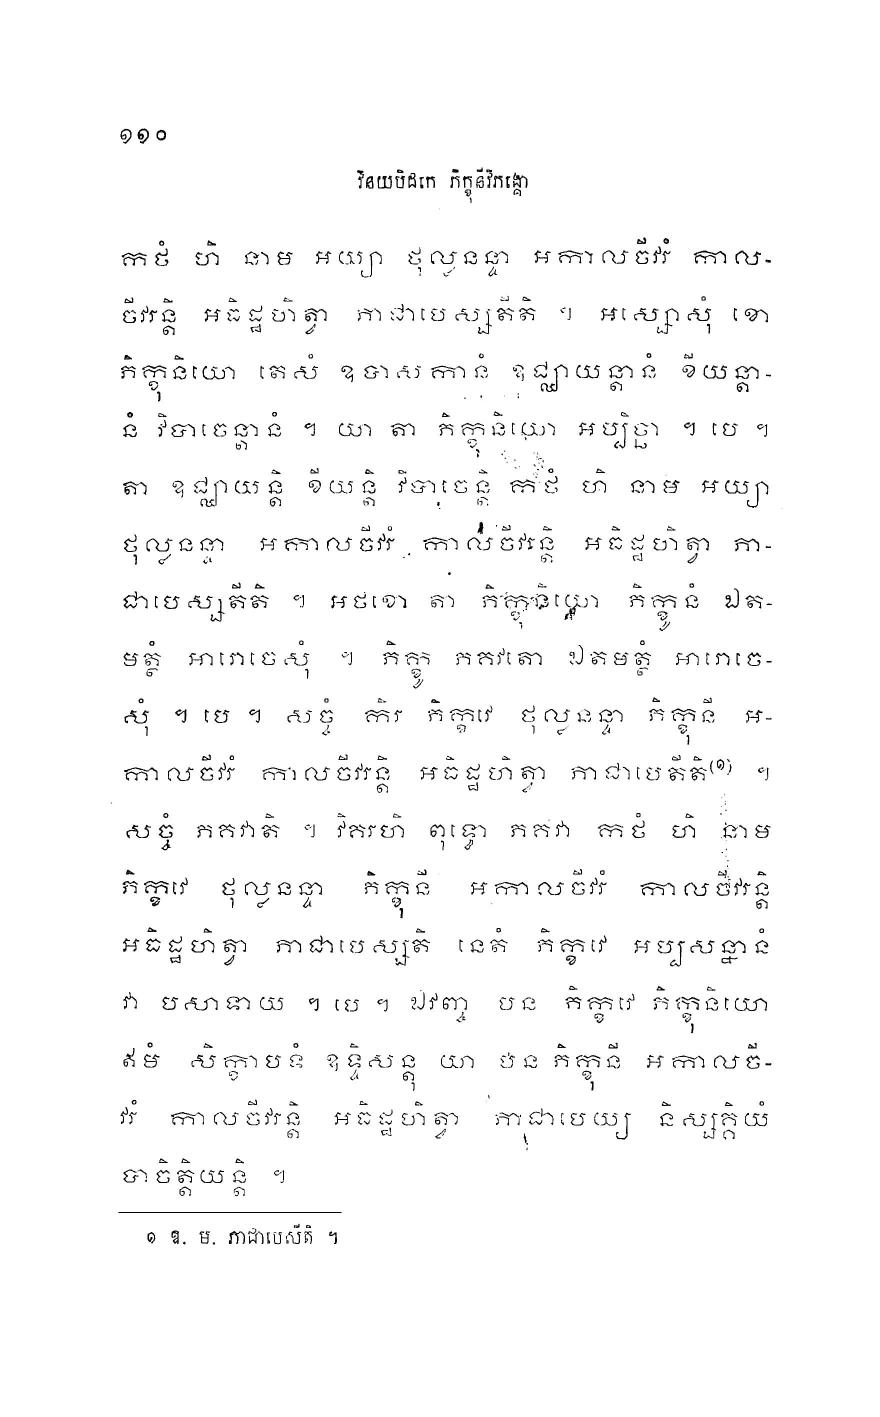 ១១០
វិនយបិដកេ ភិក្ខុនីវិភង្គោ
កថំ ហិ នាម អយ្យា ថុល្លនន្ទា អកាលចីវរំ កាល-
ចីវរន្តិ អធិដ្ឋហិត្វា ភាជាបេស្សតីតិ ។ អស្សោសុំ ខោ
ភិក្ខុនិយោ តេសំ ឧបាសកានំ ឧជ្ឈាយន្តានំ ខីយន្តា-
នំ វិបាចេន្តានំ ។ យា តា ភិក្ខុនិយោ អប្បិច្ឆា ។ បេ ។
តា ឧជ្ឈាយន្តិ ខីយន្តិ វិបាចេន្តិ កថំ ហិ នាម អយ្យា
ថុល្លនន្ទា អកាលចីវរំ កាលចីវរន្តិ អធិដ្ឋហិត្វា ភា-
ជាបេស្សតីតិ ។ អថខោ តា ភិក្ខុនិយោ ភិក្ខូនំ ឯត-
មត្ថំ អារោចេសុំ ។ ភិក្ខូ ភគវតោ ឯតមត្ថំ អារោចេ-
សុំ ។ បេ ។ សច្ចំ កិរ ភិក្ខវេ ថុល្លនន្ទា ភិក្ខុនី អ-
កាលចីវរំ កាលចីវរន្តិ អធិដ្ឋហិត្វា ភាជាបេតីតិ(១) ។
សច្ចំ ភគវាតិ ។ វិគរហិ ពុទ្ធោ ភគវា កថំ ហិ នាម
ភិក្ខវេ ថុល្លនន្ទា ភិក្ខុនី អកាលចីវរំ កាលចីវរន្តិ
អធិដ្ឋហិត្វា ភាជាបេស្សតិ នេតំ ភិក្ខវេ អប្បសន្នានំ
វា បសាទាយ ។ បេ ។ ឯវញ្ច បន ភិក្ខវេ ភិក្ខុនិយោ
ឥមំ សិក្ខាបទំ ឧទ្ទិសន្តុ យា បន ភិក្ខុនី អកាលចី-
វរំ កាលចីវរន្តិ អធិដ្ឋហិត្វា ភាជាបេយ្យ និស្សគ្គិយំ
បាចិត្តិយន្តិ ។
១ ឱ. ម. ភាជាបេសីតិ ។